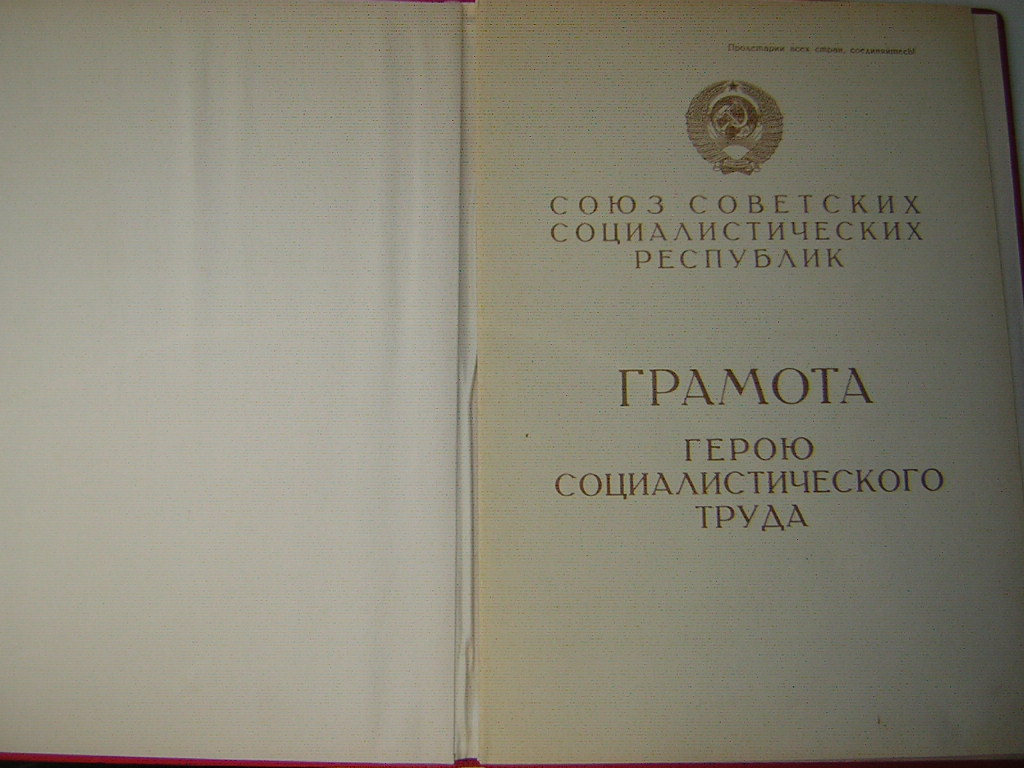 Пролетарии всех стран, соединяйтесь!
СОЮЗ СОВЕТСКИХ
СОЦИАЛИСТИЧЕСКИХ
РЕСПУБЛИК
ГРАМОТА
ГЕРОЮ
СОЦИАЛИСТИЧЕСКОГО
ТРУДА